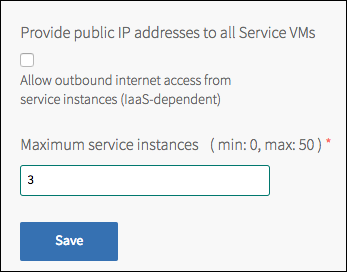 Provide public IP addresses to all Service VMs
Allow outbound internet access from
service instances (IaaS-dependent)
Maximum service instances ( min: 0, max: 50 ) *
3
Save